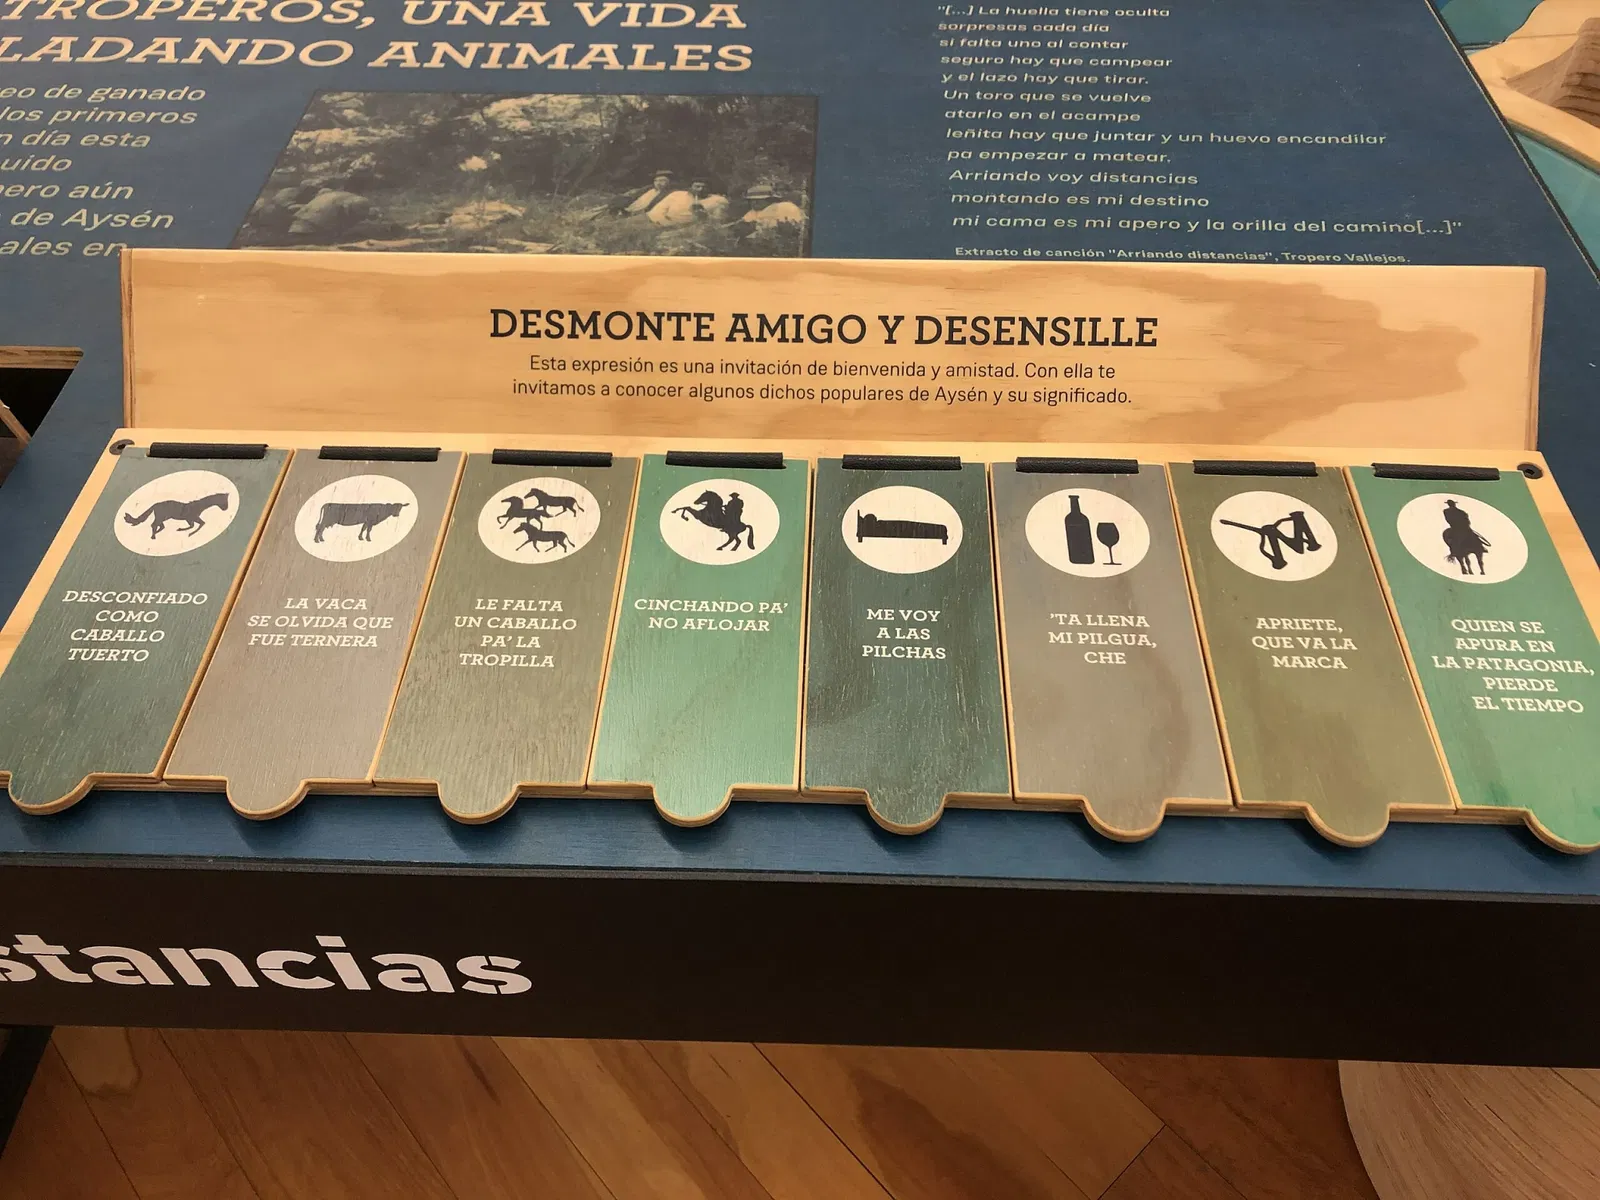 TROPEROS, UNA VIDA
LADANDO ANIMALES
eo de ganado
los primeros
n día esta
uido
ero aún
de Aysén
ales en
"[...] La huella tiene oculta
sorpresas cada día
si falta uno al contar
seguro hay que campear
y el lazo hay que tirar.
Un toro que se vuelve
atarlo en el acampe
leñita hay que juntar y un huevo encandilar
pa empezar a matear.
Arriando voy distancias
montando es mi destino
mi cama es mi apero y la orilla del camino[...]"
Extracto de canción "Arriando distancias", Tropero Vallejos.
DESMONTE AMIGO Y DESENSILLE
Esta expresión es una invitación de bienvenida y amistad. Con ella te
invitamos a conocer algunos dichos populares de Aysén y su significado.
DESCONFIADO
COMO
CABALLO
TUERTO
LA VACA
SE OLVIDA QUE
FUE TERNERA
LE FALTA
UN CABALLO
PA' LA
TROPILLA
CINCHANDO PA'
NO AFLOJAR
ME VOY
A LAS
PILCHAS
'TA LLENA
MI PILGUA,
CHE
APRIETE,
QUE VA LA
MARCA
QUIEN SE
APURA EN
LA PATAGONIA,
PIERDE
EL TIEMPO
stancias